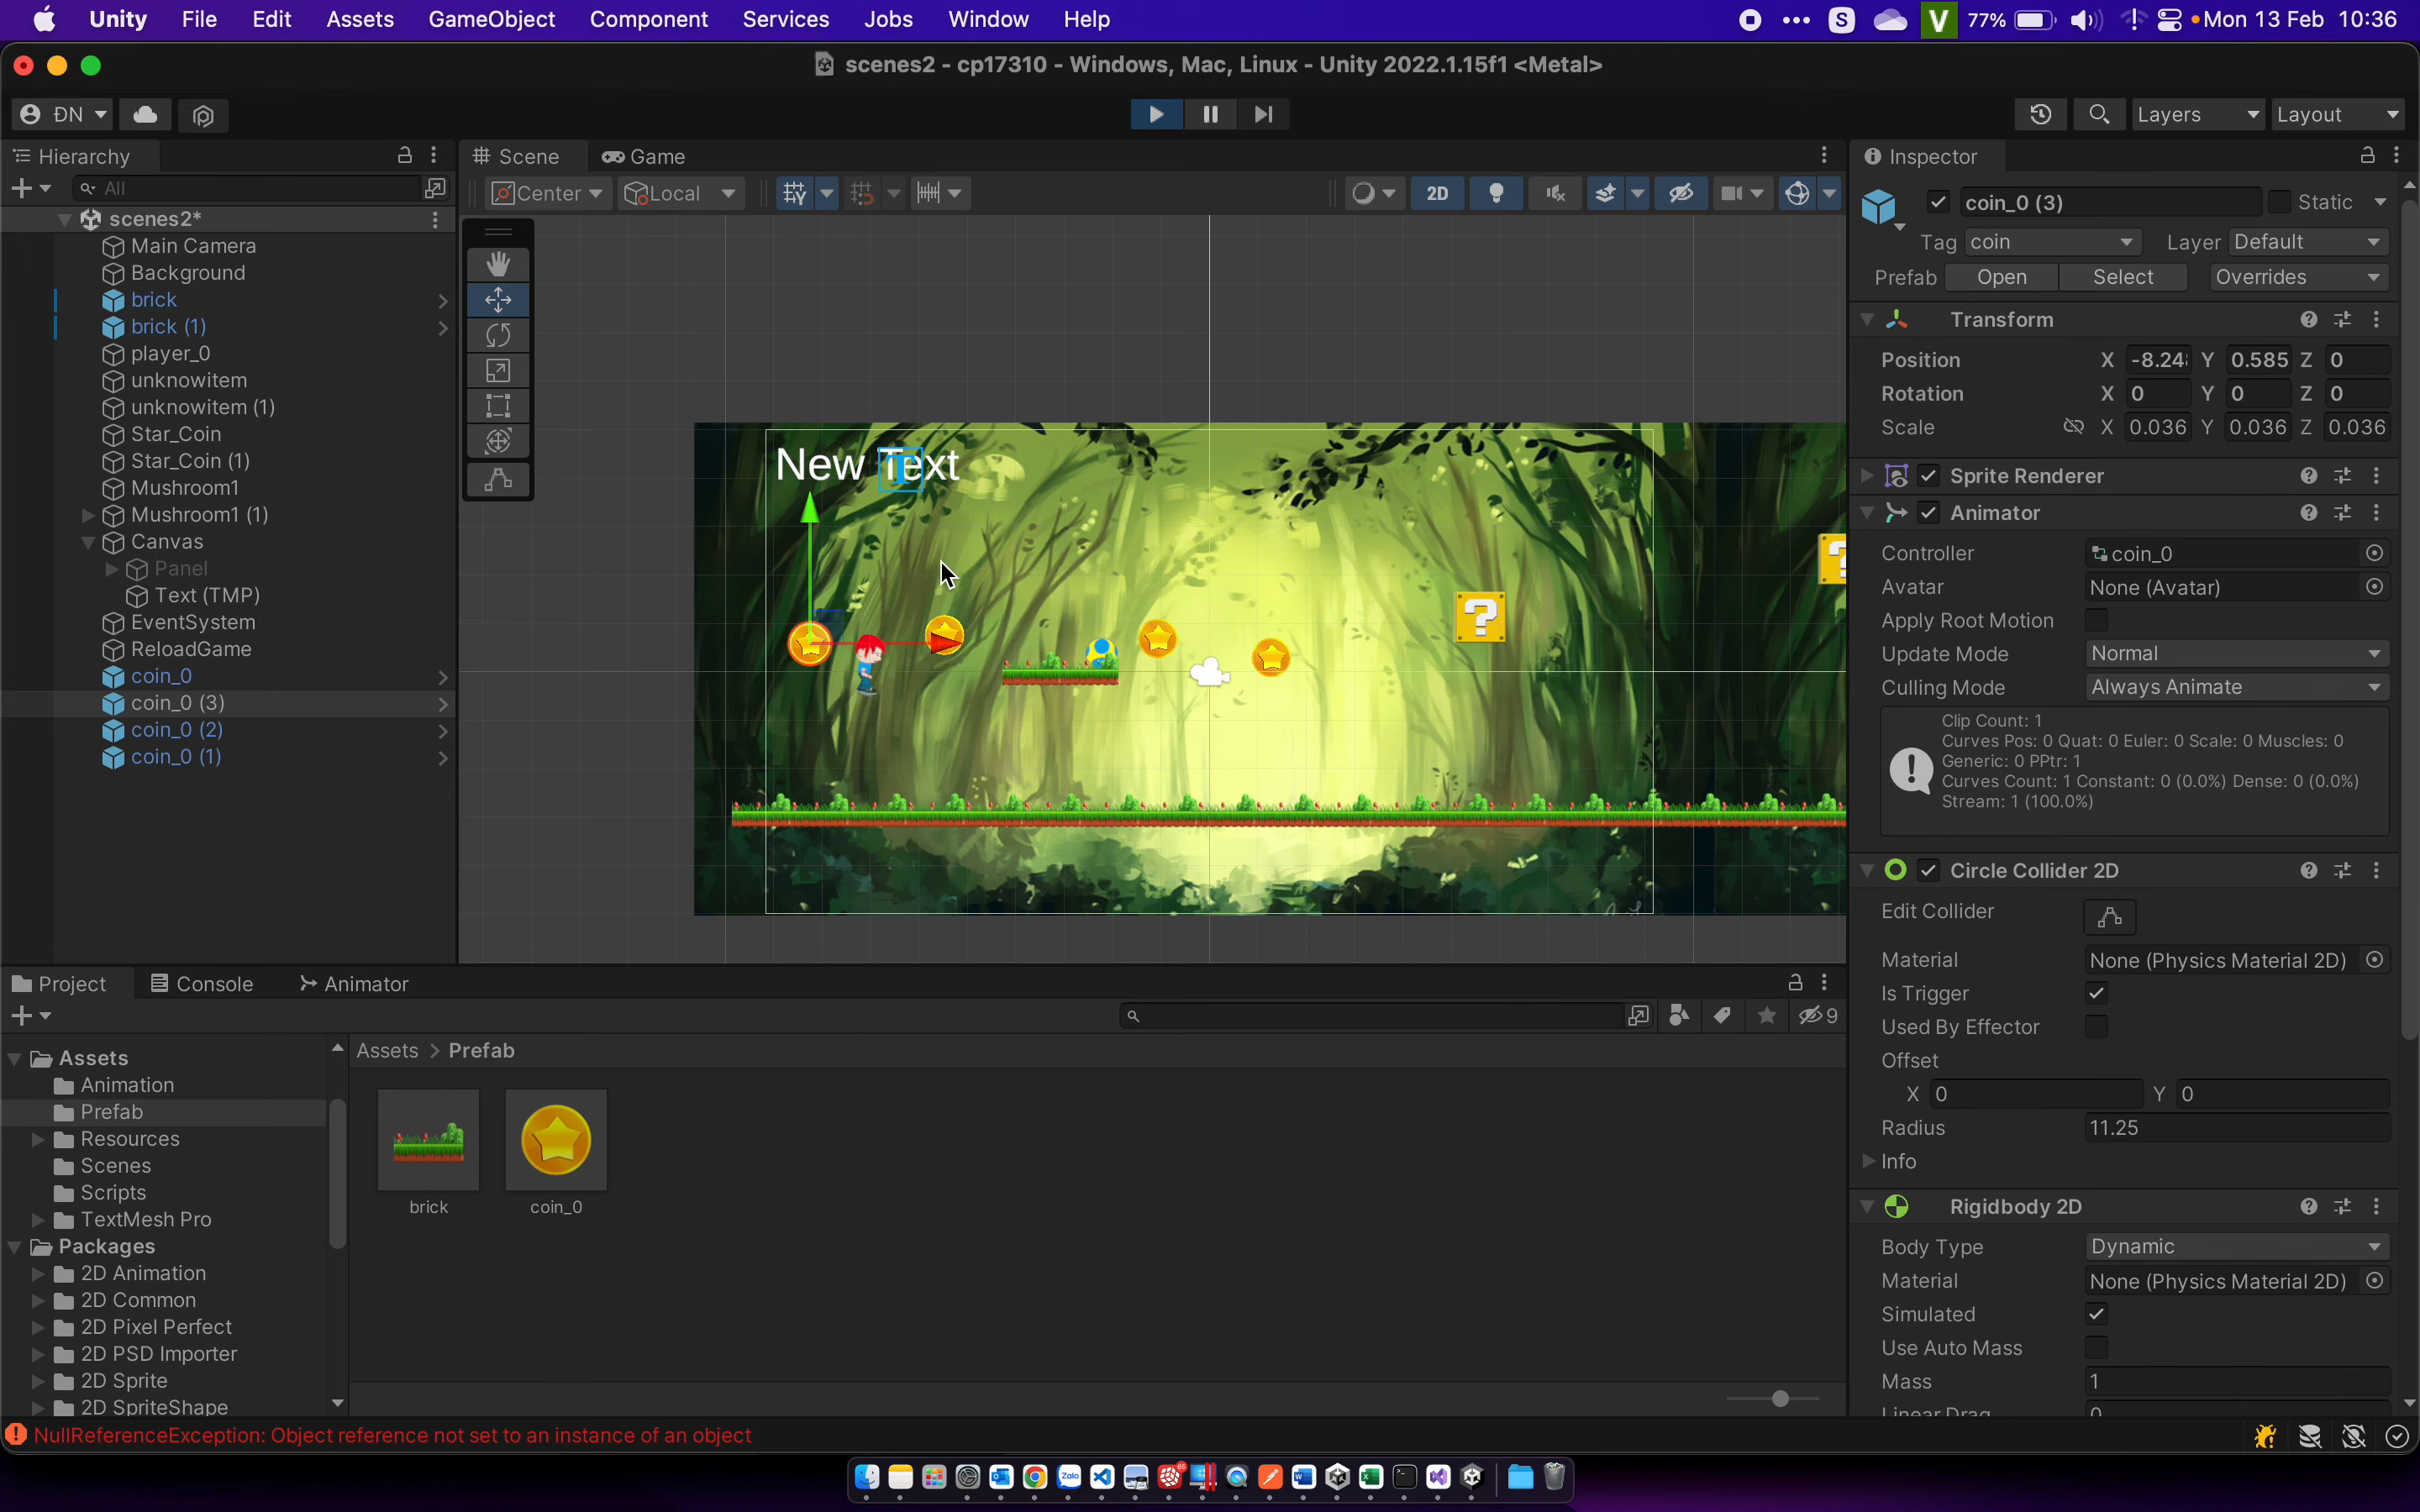 Unity File Edit Assets GameObject Component Services Jobs Window Help
S V 77% Mon 13 Feb 10:36
scenes2 - cp17310 - Windows, Mac, Linux - Unity 2022.1.15f1 <Metal>
ĐN Layers Layout
Hierarchy
All
scenes2*
Main Camera
Background
brick
brick (1)
player_0
unknowitem
unknowitem (1)
Star_Coin
Star_Coin (1)
Mushroom1
Mushroom1 (1)
Canvas
Panel
Text (TMP)
EventSystem
ReloadGame
coin_0
coin_0 (3)
coin_0 (2)
coin_0 (1)
Scene Game
Center Local 2D
New Text
?
?
Inspector
coin_0 (3) Static
Tag coin Layer Default
Prefab Open Select Overrides
Transform
Position X -8.24 Y 0.585 Z 0
Rotation X 0 Y 0 Z 0
Scale X 0.036 Y 0.036 Z 0.036
Sprite Renderer
Animator
Controller coin_0
Avatar None (Avatar)
Apply Root Motion
Update Mode Normal
Culling Mode Always Animate
Clip Count: 1
Curves Pos: 0 Quat: 0 Euler: 0 Scale: 0 Muscles: 0
Generic: 0 PPtr: 1
Curves Count: 1 Constant: 0 (0.0%) Dense: 0 (0.0%)
Stream: 1 (100.0%)
Circle Collider 2D
Edit Collider
Material None (Physics Material 2D)
Is Trigger
Used By Effector
Offset
X 0 Y 0
Radius 11.25
Info
Rigidbody 2D
Body Type Dynamic
Material None (Physics Material 2D)
Simulated
Use Auto Mass
Mass 1
Linear Drag 0
Project Console Animator
9
Assets
Animation
Prefab
Resources
Scenes
Scripts
TextMesh Pro
Packages
2D Animation
2D Common
2D Pixel Perfect
2D PSD Importer
2D Sprite
2D SpriteShape
Assets > Prefab
brick coin_0
NullReferenceException: Object reference not set to an instance of an object
Zalo